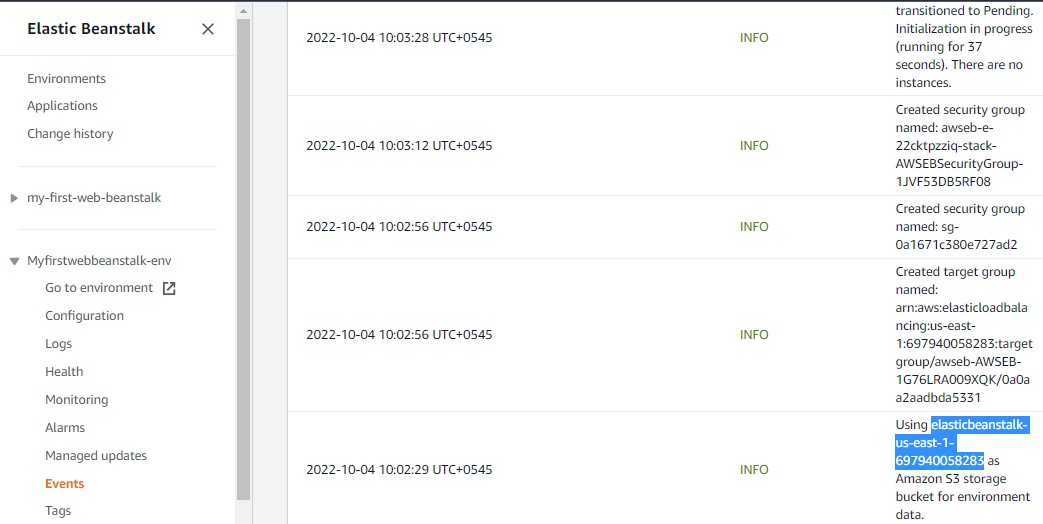 Elastic Beanstalk
Environments
Applications
Change history
my-first-web-beanstalk
Myfirstwebbeanstalk-env
Go to environment
Configuration
Logs
Health
Monitoring
Alarms
Managed updates
Events
Tags
transitioned to Pending.
2022-10-04 10:03:28 UTC+0545 INFO Initialization in progress
(running for 37
seconds). There are no
instances.
Created security group
2022-10-04 10:03:12 UTC+0545 INFO named: awseb-e-
22cktpzziq-stack-
AWSEBSecurityGroup-
1JVF53DB5RF08
Created security group
2022-10-04 10:02:56 UTC+0545 INFO named: sg-
0a1671c380e727ad2
Created target group
named:
arn:aws:elasticloadbala
2022-10-04 10:02:56 UTC+0545 INFO ncing:us-east-
1:697940058283:target
group/awseb-AWSEB-
1G76LRA009XQK/0a0a
a2aadbda5331
Using elasticbeanstalk-
us-east-1-
2022-10-04 10:02:29 UTC+0545 INFO 697940058283 as
Amazon S3 storage
bucket for environment
data.